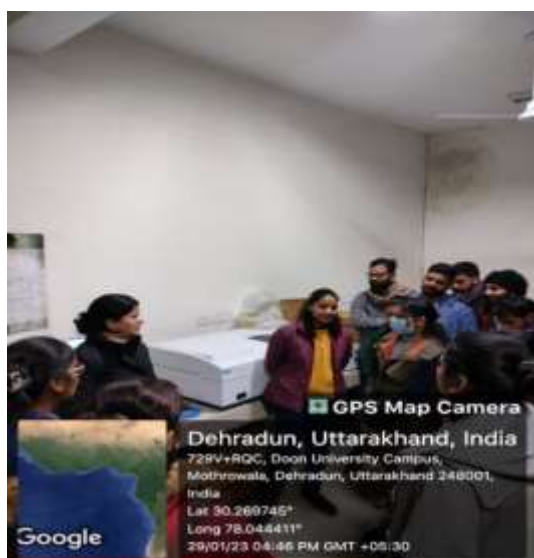 GPS Map Camera
Dehradun, Uttarakhand, India
729V+RQC, Doon University Campus,
Mothrowala, Dehradun, Uttarakhand 248001,
India
Lat 30.269745°
Long 78.044411°
29/01/23 04:46 PM GMT +05:30
Google